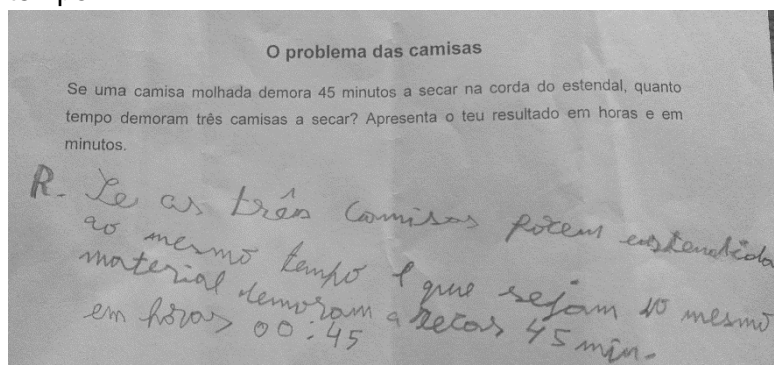 O problema das camisas
Se uma camisa molhada demora 45 minutos a secar na corda do estendal, quanto
tempo demoram três camisas a secar? Apresenta o teu resultado em horas e em
minutos.
R. Se as três camisas forem estendida
ao mesmo tempo e que sejam do mesmo
material demoram a secar 45 min.
em horas 00:45